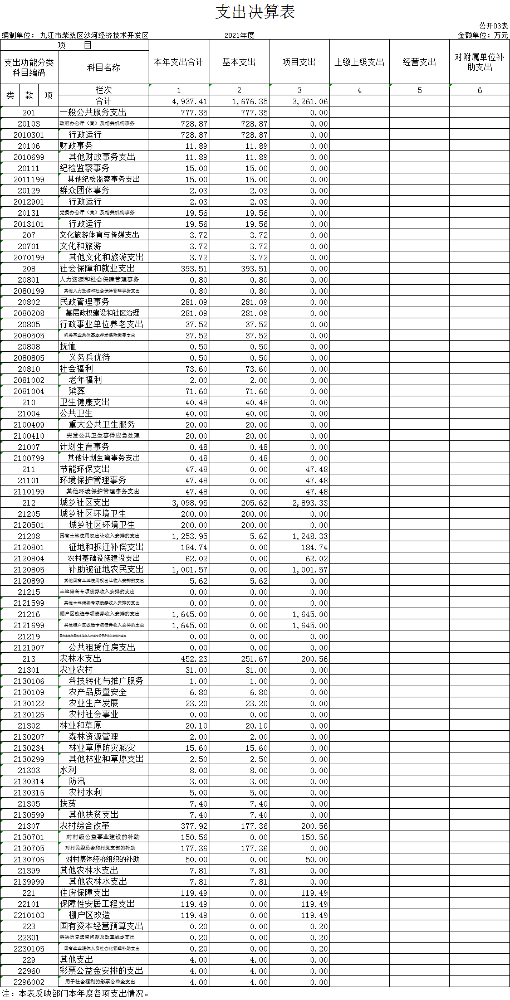 支出决算表
公开03表
编制单位： 九江市柴桑区沙河经济技术开发区 2021年度 金额单位：万元
项 目 本年支出合计 基本支出 项目支出 上缴上级支出 经营支出 对附属单位补助支出
支出功能分类科目编码 科目名称
类 款 项 栏次 1 2 3 4 5 6
合计 4,937.41 1,676.35 3,261.06
201 一般公共服务支出 777.35 777.35 0.00
20103 政府办公厅（室）及相关机构事务 728.87 728.87 0.00
2010301 行政运行 728.87 728.87 0.00
20106 财政事务 11.89 11.89 0.00
2010699 其他财政事务支出 11.89 11.89 0.00
20111 纪检监察事务 15.00 15.00 0.00
2011199 其他纪检监察事务支出 15.00 15.00 0.00
20129 群众团体事务 2.03 2.03 0.00
2012901 行政运行 2.03 2.03 0.00
20131 党委办公厅（室）及相关机构事务 19.56 19.56 0.00
2013101 行政运行 19.56 19.56 0.00
207 文化旅游体育与传媒支出 3.72 3.72 0.00
20701 文化和旅游 3.72 3.72 0.00
2070199 其他文化和旅游支出 3.72 3.72 0.00
208 社会保障和就业支出 393.51 393.51 0.00
20801 人力资源和社会保障管理事务 0.80 0.80 0.00
2080199 其他人力资源和社会保障管理事务支出 0.80 0.80 0.00
20802 民政管理事务 281.09 281.09 0.00
2080208 基层政权建设和社区治理 281.09 281.09 0.00
20805 行政事业单位养老支出 37.52 37.52 0.00
2080505 机关事业单位基本养老保险缴费支出 37.52 37.52 0.00
20808 抚恤 0.50 0.50 0.00
2080805 义务兵优待 0.50 0.50 0.00
20810 社会福利 73.60 73.60 0.00
2081002 老年福利 2.00 2.00 0.00
2081004 殡葬 71.60 71.60 0.00
210 卫生健康支出 40.48 40.48 0.00
21004 公共卫生 40.00 40.00 0.00
2100409 重大公共卫生服务 20.00 20.00 0.00
2100410 突发公共卫生事件应急处理 20.00 20.00 0.00
21007 计划生育事务 0.48 0.48 0.00
2100799 其他计划生育事务支出 0.48 0.48 0.00
211 节能环保支出 47.48 0.00 47.48
21101 环境保护管理事务 47.48 0.00 47.48
2110199 其他环境保护管理事务支出 47.48 0.00 47.48
212 城乡社区支出 3,098.95 205.62 2,893.33
21205 城乡社区环境卫生 200.00 200.00 0.00
2120501 城乡社区环境卫生 200.00 200.00 0.00
21208 国有土地使用权出让收入安排的支出 1,253.95 5.62 1,248.33
2120801 征地和拆迁补偿支出 184.74 0.00 184.74
2120804 农村基础设施建设支出 62.02 0.00 62.02
2120805 补助被征地农民支出 1,001.57 0.00 1,001.57
2120899 其他国有土地使用权出让收入安排的支出 5.62 5.62 0.00
21215 土地储备专项债券收入安排的支出 0.00 0.00 0.00
2121599 其他土地储备专项债券收入安排的支出 0.00 0.00 0.00
21216 棚户区改造专项债券收入安排的支出 1,645.00 0.00 1,645.00
2121699 其他棚户区改造专项债券收入安排的支出 1,645.00 0.00 1,645.00
21219 0.00 0.00 0.00
2121907 公共租赁住房支出 0.00 0.00 0.00
213 农林水支出 452.23 251.67 200.56
21301 农业农村 31.00 31.00 0.00
2130106 科技转化与推广服务 1.00 1.00 0.00
2130109 农产品质量安全 6.80 6.80 0.00
2130122 农业生产发展 23.20 23.20 0.00
2130126 农村社会事业 0.00 0.00 0.00
21302 林业和草原 20.10 20.10 0.00
2130207 森林资源管理 2.00 2.00 0.00
2130234 林业草原防灾减灾 15.60 15.60 0.00
2130299 其他林业和草原支出 2.50 2.50 0.00
21303 水利 8.00 8.00 0.00
2130314 防汛 3.00 3.00 0.00
2130316 农村水利 5.00 5.00 0.00
21305 扶贫 7.40 7.40 0.00
2130599 其他扶贫支出 7.40 7.40 0.00
21307 农村综合改革 377.92 177.36 200.56
2130701 对村级公益事业建设的补助 150.56 0.00 150.56
2130705 对村民委员会和村党支部的补助 177.36 177.36 0.00
2130706 对村集体经济组织的补助 50.00 0.00 50.00
21399 其他农林水支出 7.81 7.81 0.00
2139999 其他农林水支出 7.81 7.81 0.00
221 住房保障支出 119.49 0.00 119.49
22101 保障性安居工程支出 119.49 0.00 119.49
2210103 棚户区改造 119.49 0.00 119.49
223 国有资本经营预算支出 0.20 0.00 0.20
22301 解决历史遗留问题及改革成本支出 0.20 0.00 0.20
2230105 国有企业退休人员社会化管理补助支出 0.20 0.00 0.20
229 其他支出 4.00 4.00 0.00
22960 彩票公益金安排的支出 4.00 4.00 0.00
2296002 用于社会福利的彩票公益金支出 4.00 4.00 0.00
注：本表反映部门本年度各项支出情况。